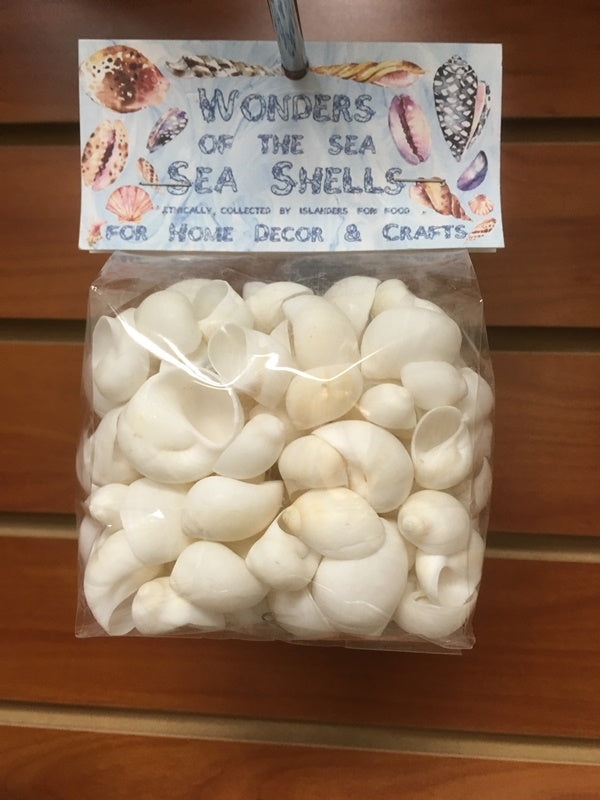 WONDERS
OF THE SEA
SEA SHELLS
ETHICALLY COLLECTED BY ISLANDERS FOR FOOD
FOR HOME DECOR & CRAFTS